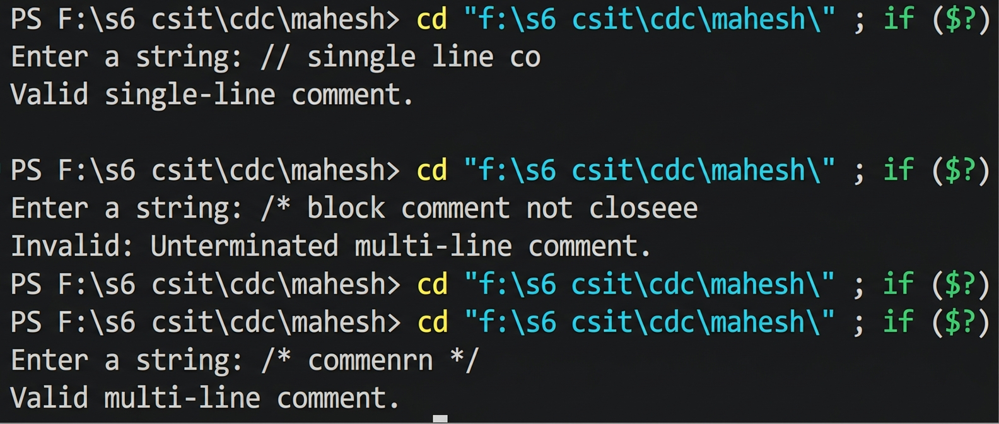 PS F:\s6 csit\cdc\mahesh> cd "f:\s6 csit\cdc\mahesh\" ; if ($?)
Enter a string: // sinngle line co
Valid single-line comment.
PS F:\s6 csit\cdc\mahesh> cd "f:\s6 csit\cdc\mahesh\" ; if ($?)
Enter a string: /* block comment not closeee
Invalid: Unterminated multi-line comment.
PS F:\s6 csit\cdc\mahesh> cd "f:\s6 csit\cdc\mahesh\" ; if ($?)
PS F:\s6 csit\cdc\mahesh> cd "f:\s6 csit\cdc\mahesh\" ; if ($?)
Enter a string: /* commenrn */
Valid multi-line comment.